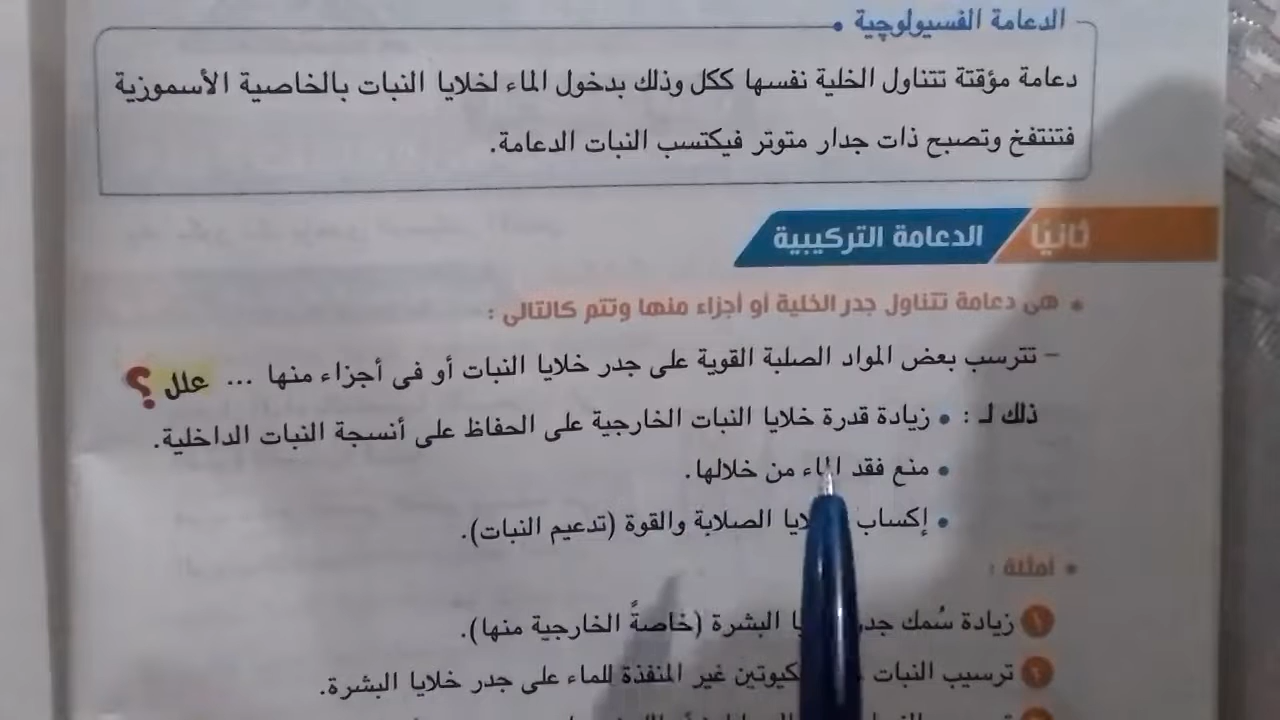 الدعامة الفسيولوچية
دعامة مؤقتة تتناول الخلية نفسها ككل وذلك بدخول الماء لخلايا النبات بالخاصية الأسموزية
فتنتفخ وتصبح ذات جدار متوتر فيكتسب النبات الدعامة.
ثانيًا الدعامة التركيبية
• هى دعامة تتناول جدر الخلية أو أجزاء منها وتتم كالتالى :
– تترسب بعض المواد الصلبة القوية على جدر خلايا النبات أو فى أجزاء منها ... علل ؟
ذلك لـ : • زيادة قدرة خلايا النبات الخارجية على الحفاظ على أنسجة النبات الداخلية.
• منع فقد الماء من خلالها.
• إكساب الصلابة والقوة (تدعيم النبات).
• أمثلة :
١ زيادة سُمك البشرة (خاصةً الخارجية منها).
٢ ترسيب النبات غير المنفذة للماء على جدر خلايا البشرة.